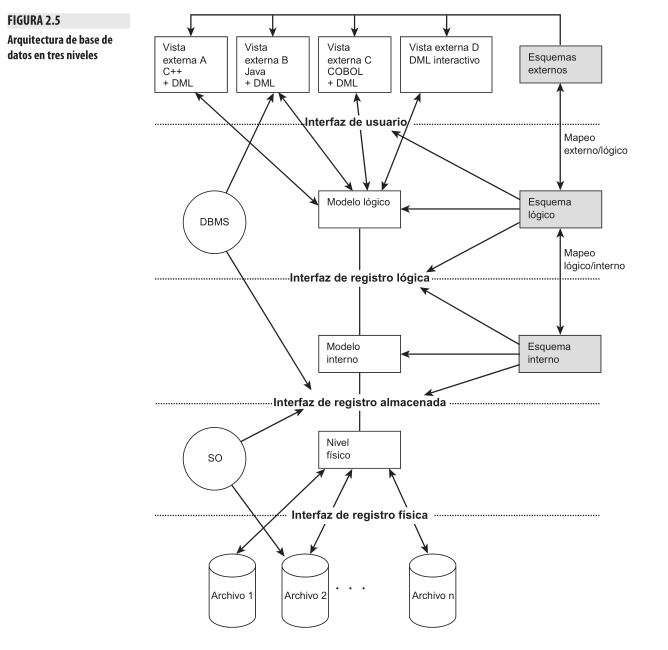 FIGURA 2.5
Arquitectura de base de
datos en tres niveles
Vista
externa A
C++
+ DML
Vista
externa B
Java
+ DML
Vista
externa C
COBOL
+ DML
Vista externa D
DML interactivo
Esquemas
externos
Interfaz de usuario
Mapeo
externo/lógico
DBMS
Modelo lógico
Esquema
lógico
Mapeo
lógico/interno
Interfaz de registro lógica
Modelo
interno
Esquema
interno
Interfaz de registro almacenada
SO
Nivel
físico
Interfaz de registro física
Archivo 1
Archivo 2
. . .
Archivo n